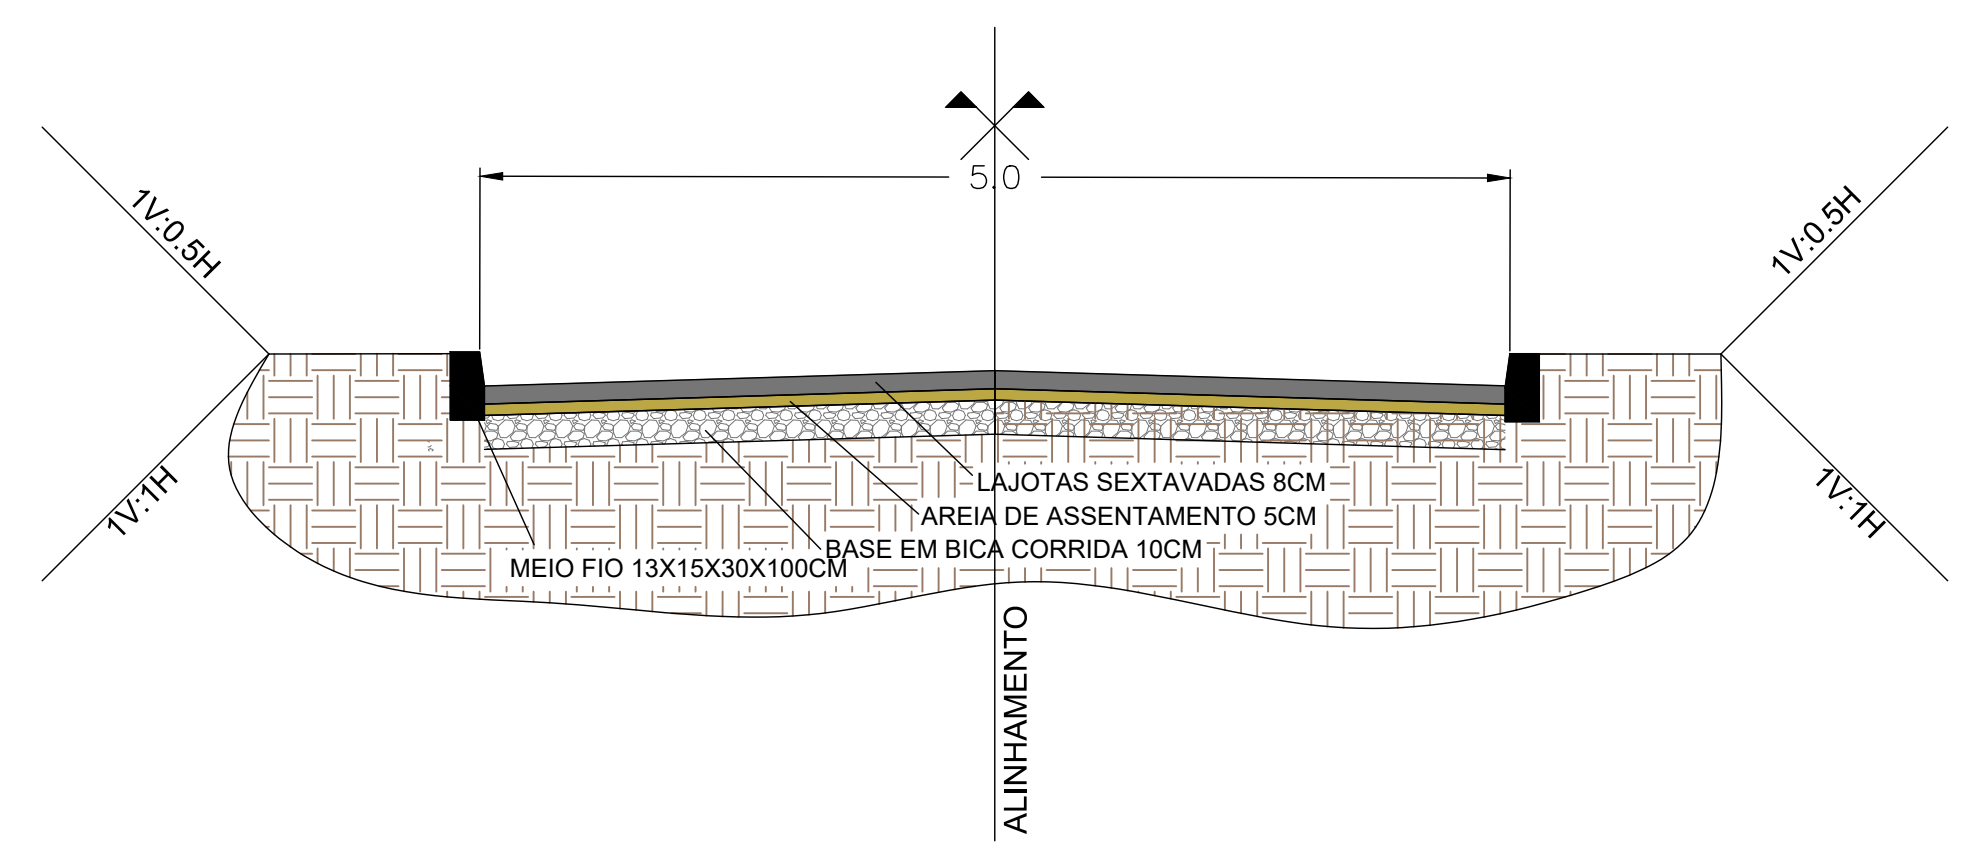 5.0
1V:0.5H
1V:0.5H
1V:1H
1V:1H
LAJOTAS SEXTAVADAS 8CM
AREIA DE ASSENTAMENTO 5CM
BASE EM BICA CORRIDA 10CM
MEIO FIO 13X15X30X100CM
ALINHAMENTO